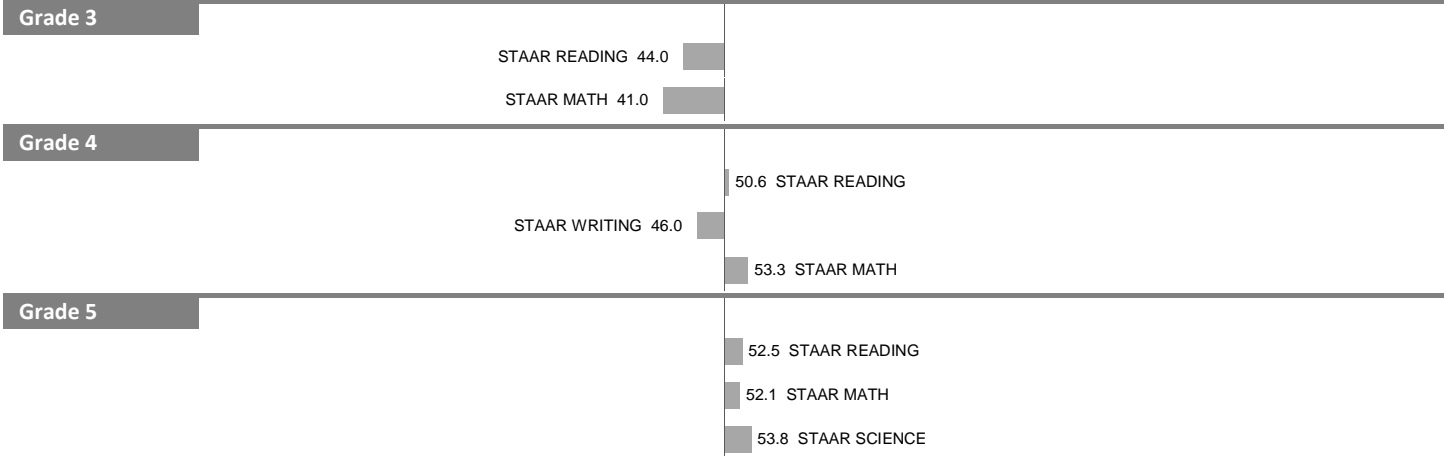 Grade 3
STAAR READING 44.0
STAAR MATH 41.0
Grade 4
50.6 STAAR READING
STAAR WRITING 46.0
53.3 STAAR MATH
Grade 5
52.5 STAAR READING
52.1 STAAR MATH
53.8 STAAR SCIENCE